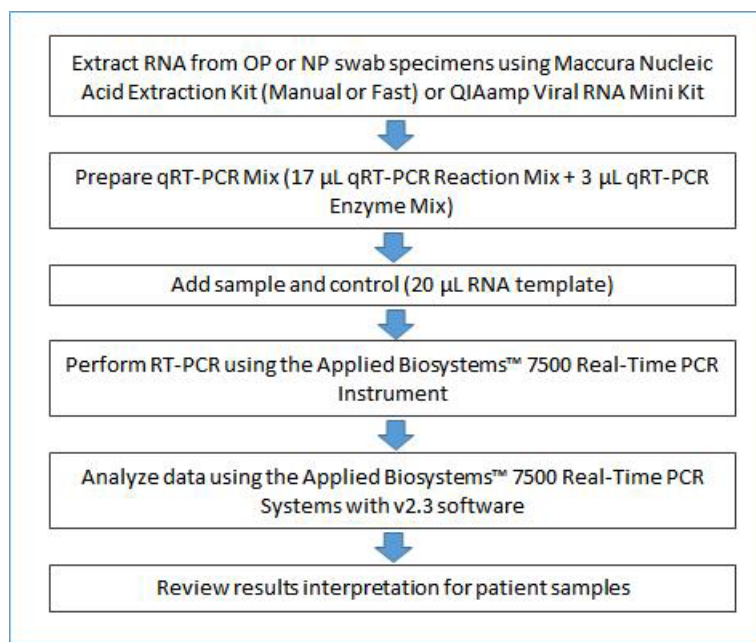 Extract RNA from OP or NP swab specimens using Maccura Nucleic
Acid Extraction Kit (Manual or Fast) or QIAamp Viral RNA Mini Kit
Prepare qRT-PCR Mix (17 µL qRT-PCR Reaction Mix + 3 µL qRT-PCR
Enzyme Mix)
Add sample and control (20 µL RNA template)
Perform RT-PCR using the Applied Biosystems™ 7500 Real-Time PCR
Instrument
Analyze data using the Applied Biosystems™ 7500 Real-Time PCR
Systems with v2.3 software
Review results interpretation for patient samples